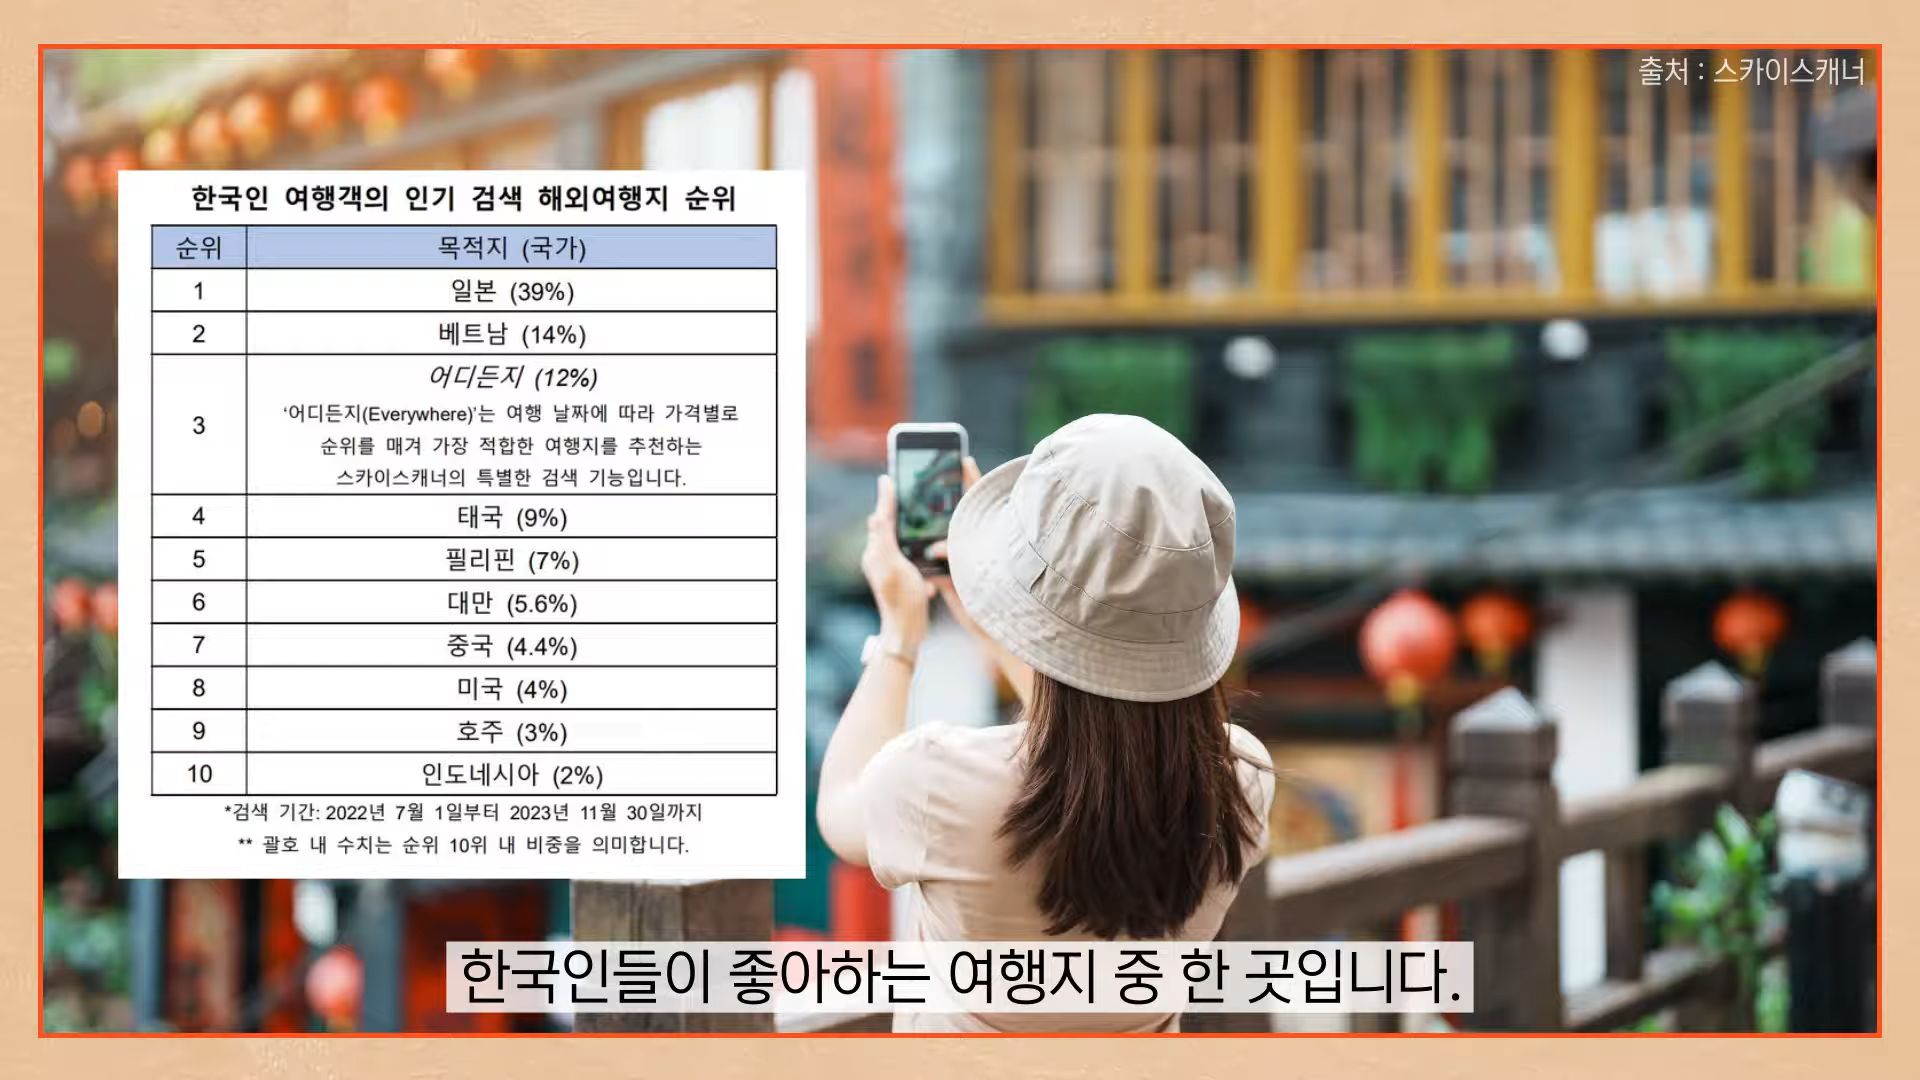 출처 : 스카이스캐너
한국인 여행객의 인기 검색 해외여행지 순위
순위 목적지 (국가)
1 일본 (39%)
2 베트남 (14%)
3 어디든지 (12%)
‘어디든지(Everywhere)’는 여행 날짜에 따라 가격별로
순위를 매겨 가장 적합한 여행지를 추천하는
스카이스캐너의 특별한 검색 기능입니다.
4 태국 (9%)
5 필리핀 (7%)
6 대만 (5.6%)
7 중국 (4.4%)
8 미국 (4%)
9 호주 (3%)
10 인도네시아 (2%)
*검색 기간: 2022년 7월 1일부터 2023년 11월 30일까지
** 괄호 내 수치는 순위 10위 내 비중을 의미합니다.
한국인들이 좋아하는 여행지 중 한 곳입니다.